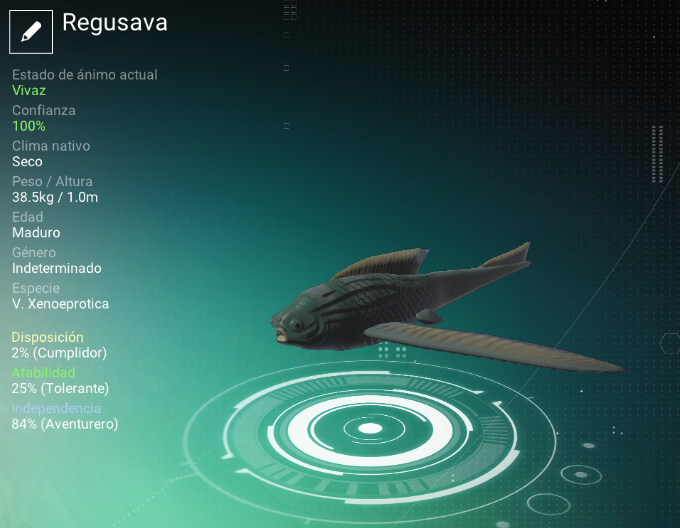 Regusava
Estado de ánimo actual
Vivaz
Confianza
100%
Clima nativo
Seco
Peso / Altura
38.5kg / 1.0m
Edad
Maduro
Género
Indeterminado
Especie
V. Xenoeprotica
Disposición
2% (Cumplidor)
Afabilidad
25% (Tolerante)
Independencia
84% (Aventurero)